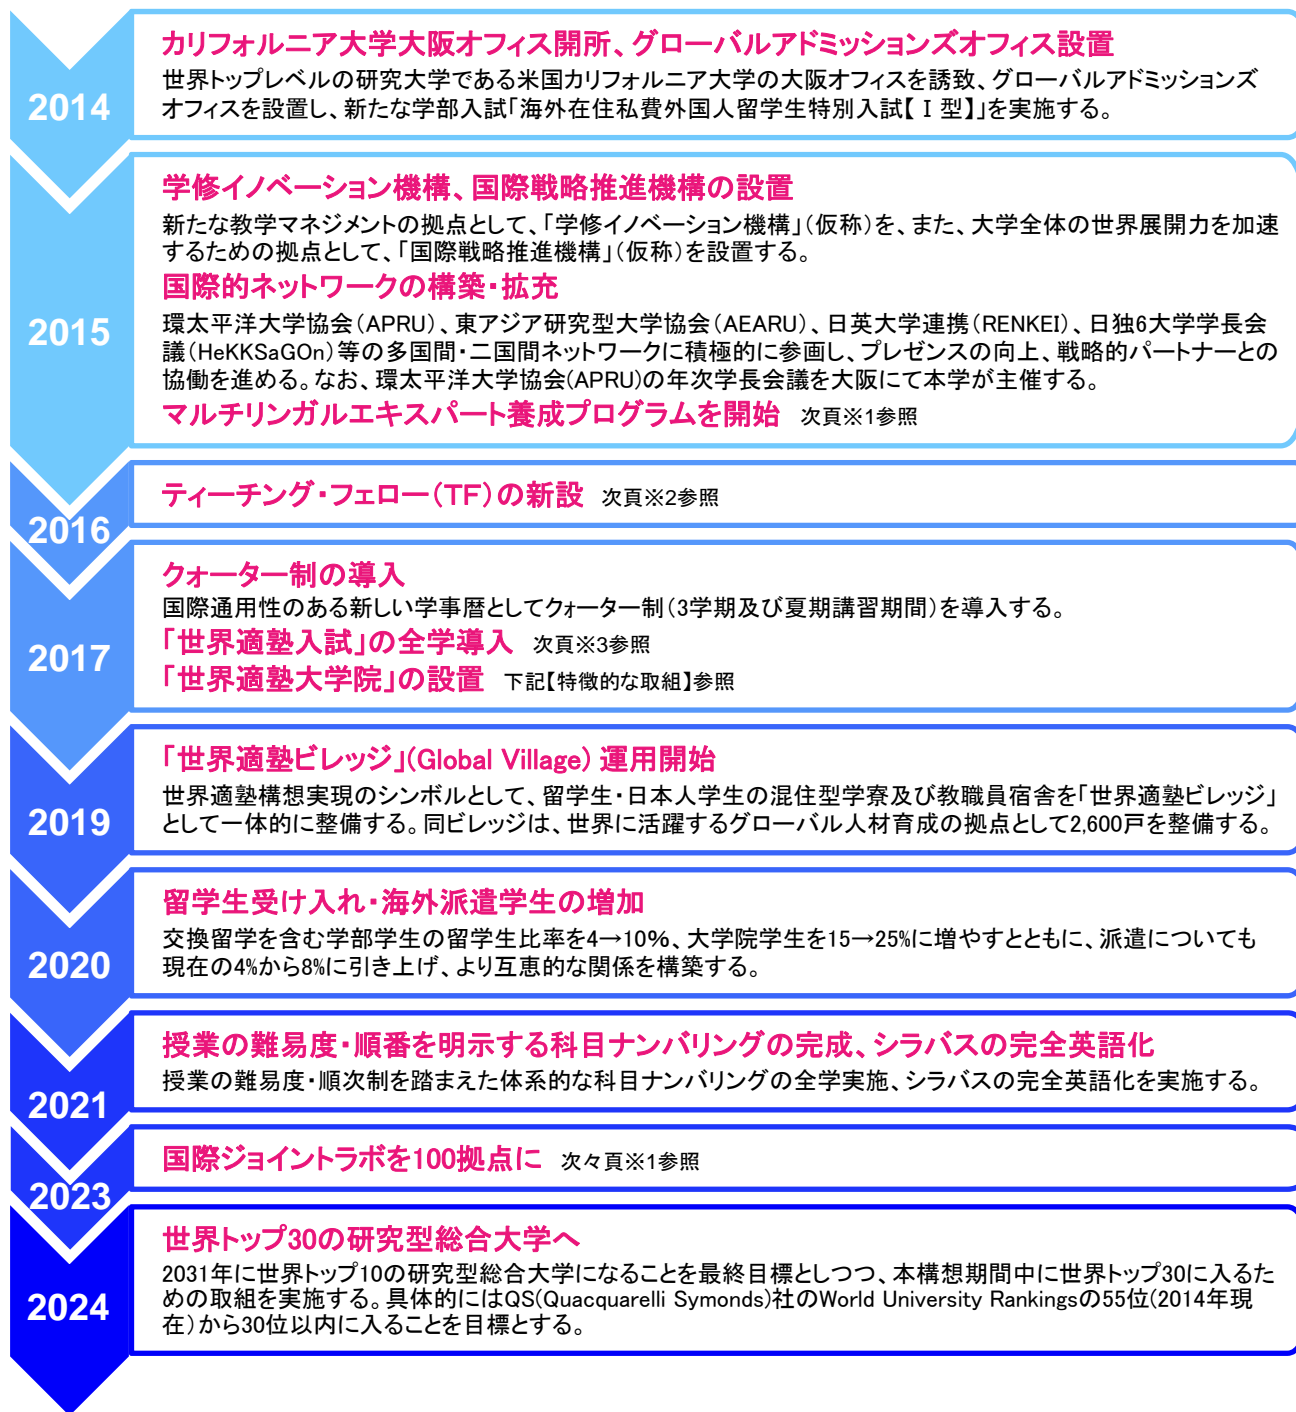 2014
カリフォルニア大学大阪オフィス開所、グローバルアドミッションズオフィス設置
世界トップレベルの研究大学である米国カリフォルニア大学の大阪オフィスを誘致、グローバルアドミッションズ
オフィスを設置し、新たな学部入試「海外在住私費外国人留学生特別入試【Ⅰ型】」を実施する。
2015
学修イノベーション機構、国際戦略推進機構の設置
新たな教学マネジメントの拠点として、「学修イノベーション機構」（仮称）を、また、大学全体の世界展開力を加速
するための拠点として、「国際戦略推進機構」（仮称）を設置する。
国際的ネットワークの構築・拡充
環太平洋大学協会（APRU）、東アジア研究型大学協会（AEARU）、日英大学連携（RENKEI）、日独6大学学長会
議（HeKKSaGOn）等の多国間・二国間ネットワークに積極的に参画し、プレゼンスの向上、戦略的パートナーとの
協働を進める。なお、環太平洋大学協会(APRU)の年次学長会議を大阪にて本学が主催する。
マルチリンガルエキスパート養成プログラムを開始 次頁※1参照
2016
ティーチング・フェロー（TF）の新設 次頁※2参照
2017
クォーター制の導入
国際通用性のある新しい学事暦としてクォーター制（3学期及び夏期講習期間）を導入する。
「世界適塾入試」の全学導入 次頁※3参照
「世界適塾大学院」の設置 下記【特徴的な取組】参照
2019
「世界適塾ビレッジ」(Global Village) 運用開始
世界適塾構想実現のシンボルとして、留学生・日本人学生の混住型学寮及び教職員宿舎を「世界適塾ビレッジ」
として一体的に整備する。同ビレッジは、世界に活躍するグローバル人材育成の拠点として2,600戸を整備する。
2020
留学生受け入れ・海外派遣学生の増加
交換留学を含む学部学生の留学生比率を4→10％、大学院学生を15→25%に増やすとともに、派遣についても
現在の4%から8%に引き上げ、より互恵的な関係を構築する。
2021
授業の難易度・順番を明示する科目ナンバリングの完成、シラバスの完全英語化
授業の難易度・順次制を踏まえた体系的な科目ナンバリングの全学実施、シラバスの完全英語化を実施する。
2023
国際ジョイントラボを100拠点に 次々頁※1参照
2024
世界トップ30の研究型総合大学へ
2031年に世界トップ10の研究型総合大学になることを最終目標としつつ、本構想期間中に世界トップ30に入るた
めの取組を実施する。具体的にはQS(Quacquarelli Symonds)社のWorld University Rankingsの55位(2014年現
在）から30位以内に入ることを目標とする。